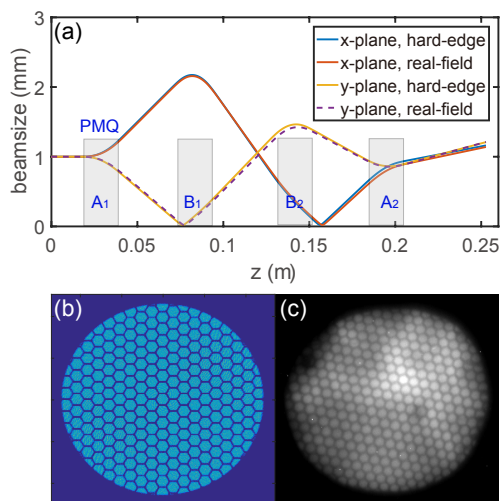 (a)
x-plane, hard-edge
x-plane, real-field
y-plane, hard-edge
y-plane, real-field
beamsize (mm)
3
2
1
0
PMQ
A1
B1
B2
A2
0
0.05
0.1
0.15
0.2
0.25
z (m)
(b)
(c)